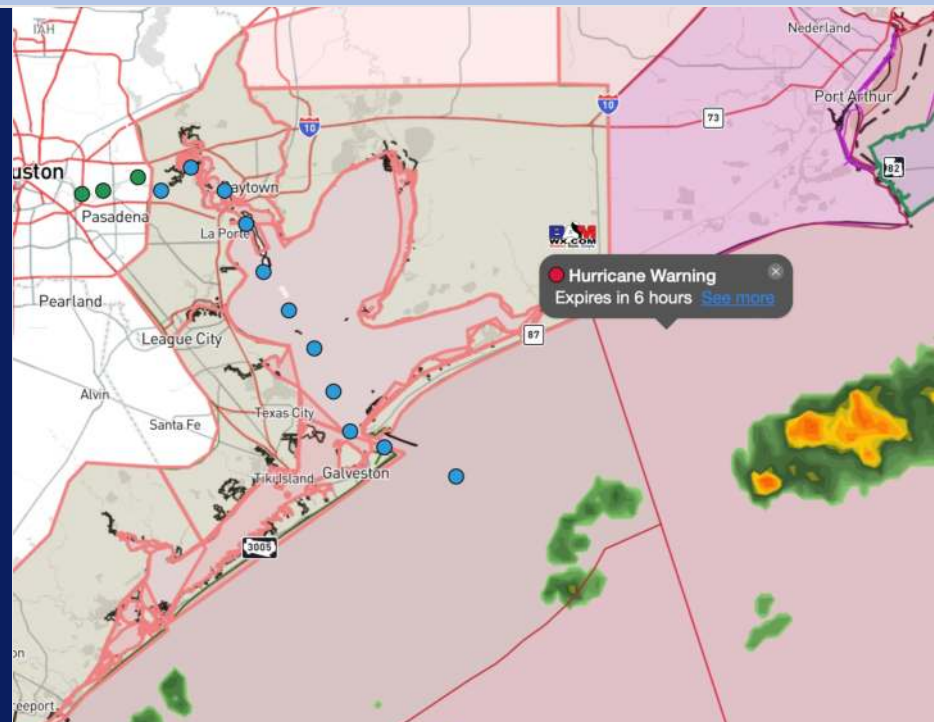 IAH
Nederland
10
10
73
Port Arthur
82
uston
Pasadena
Baytown
La Porte
BAM
WX.COM
Hurricane Warning
Expires in 6 hours See more
Pearland
87
League City
Alvin
Texas City
Santa Fe
Tiki Island
Galveston
3005
on
reeport